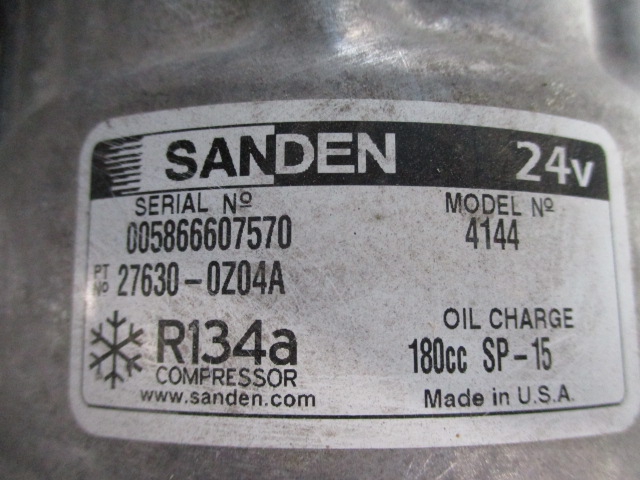 SANDEN 24v
SERIAL Nº MODEL Nº
005866607570 4144
PT Nº 27630-0Z04A
R134a OIL CHARGE
COMPRESSOR 180cc SP-15
www.sanden.com Made in U.S.A.